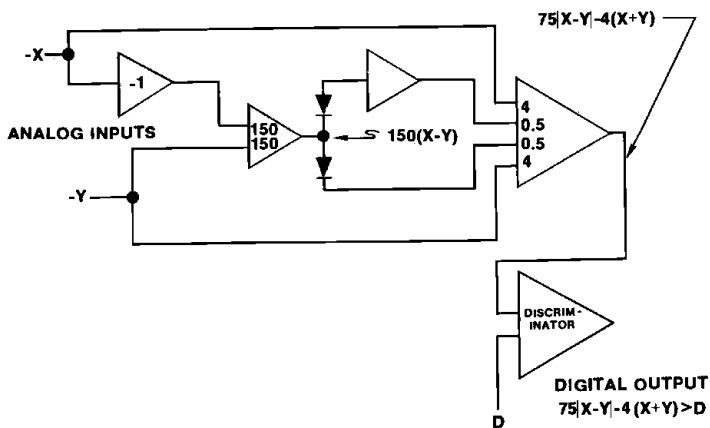 75|X-Y|-4(X+Y)
-X
-1
4
ANALOG INPUTS
150
150
150(X-Y)
0.5
0.5
4
-Y
DISCRIM-
INATOR
DIGITAL OUTPUT
75|X-Y|-4(X+Y)>D
D